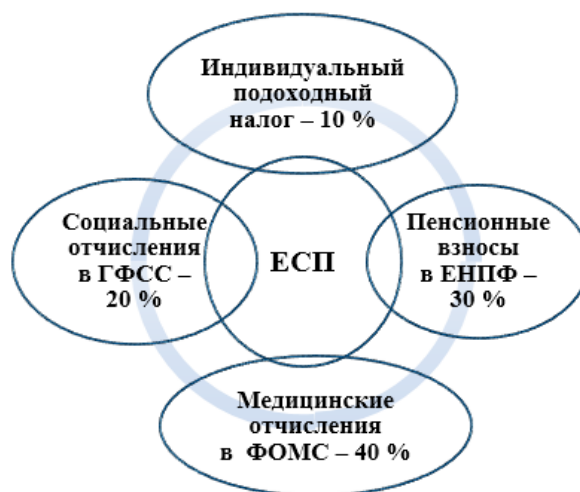 Индивидуальный
подоходный
налог – 10 %
Социальные
отчисления
в ГФСС –
20 %
ЕСП
Пенсионные
взносы
в ЕНПФ –
30 %
Медицинские
отчисления
в ФОМС – 40 %